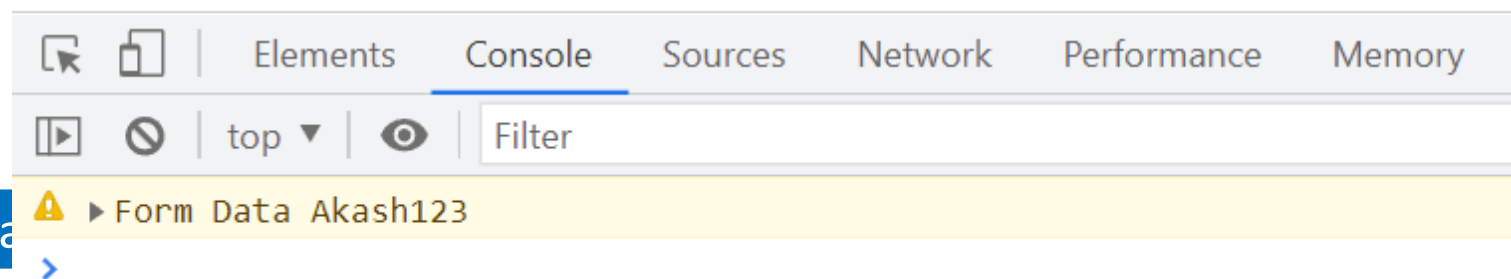 Elements Console Sources Network Performance Memory
top Filter
Form Data Akash123